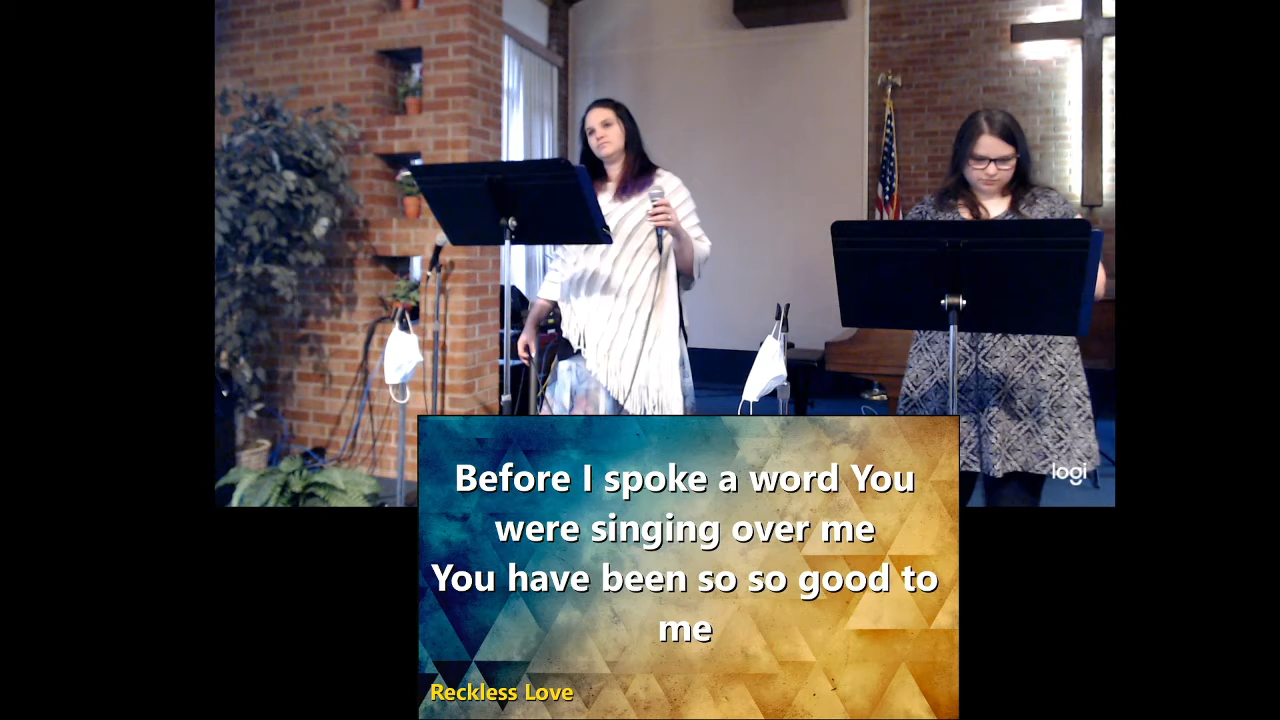 logi
Before I spoke a word You
were singing over me
You have been so so good to
me
Reckless Love